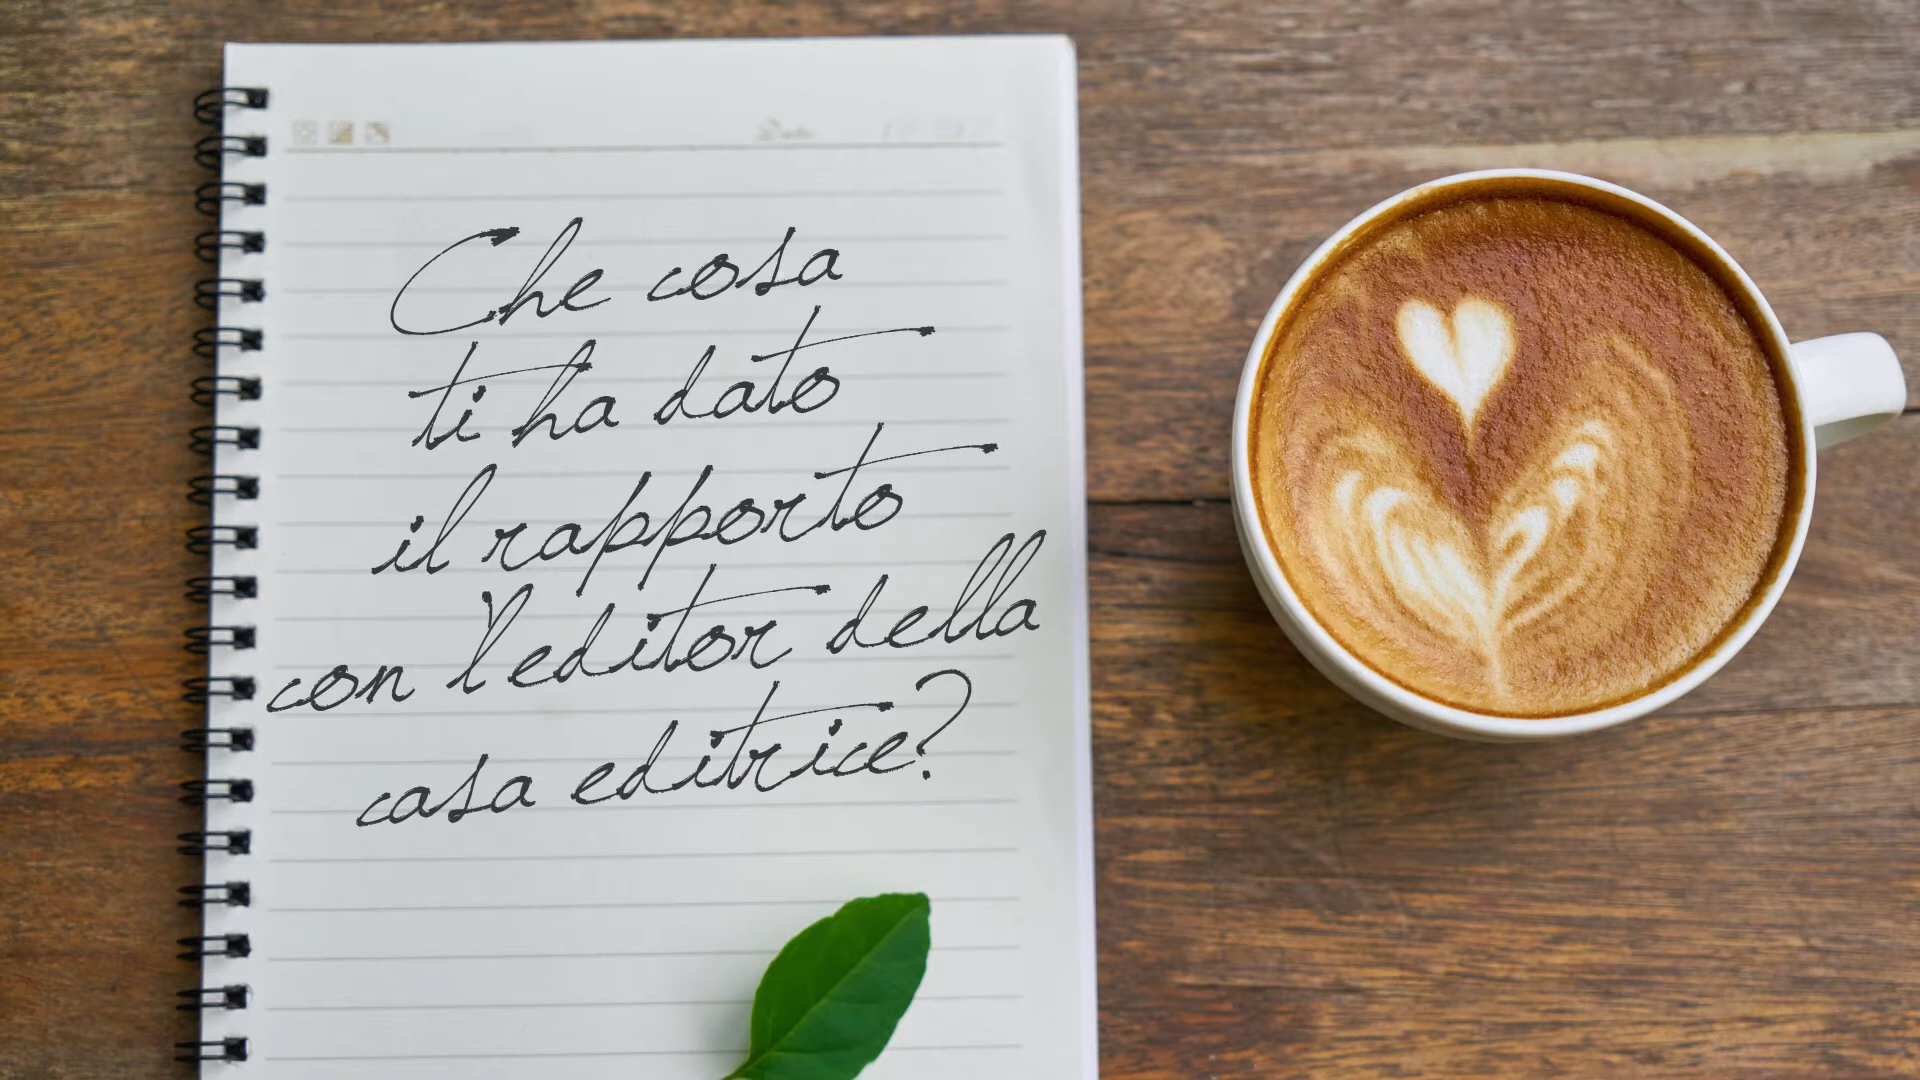 Che cosa
ti ha dato
il rapporto
con l'editor della
casa editrice?